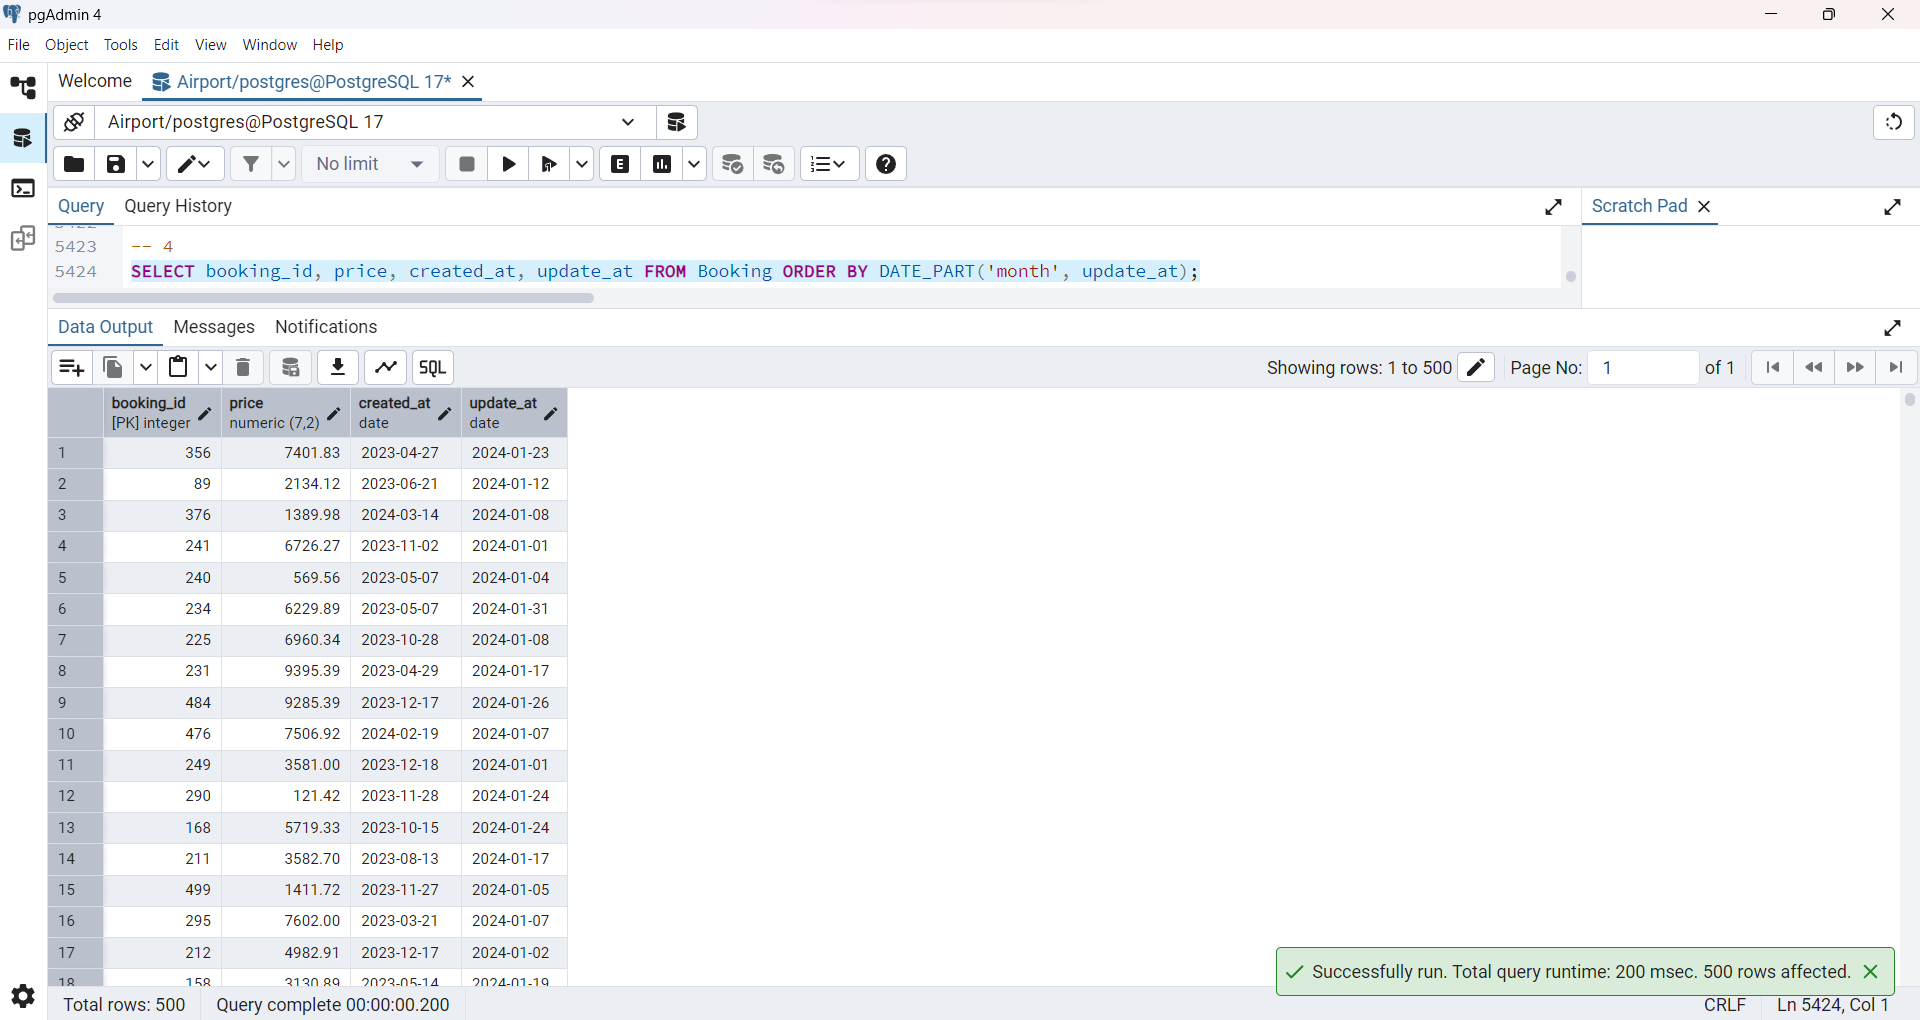 pgAdmin 4
File Object Tools Edit View Window Help
Welcome Airport/postgres@PostgreSQL 17*
Airport/postgres@PostgreSQL 17
No limit
Query Query History Scratch Pad
5423 -- 4
5424 SELECT booking_id, price, created_at, update_at FROM Booking ORDER BY DATE_PART('month', update_at);
Data Output Messages Notifications
SQL Showing rows: 1 to 500 Page No: 1 of 1
booking_id price created_at update_at
[PK] integer numeric (7,2) date date
1 356 7401.83 2023-04-27 2024-01-23
2 89 2134.12 2023-06-21 2024-01-12
3 376 1389.98 2024-03-14 2024-01-08
4 241 6726.27 2023-11-02 2024-01-01
5 240 569.56 2023-05-07 2024-01-04
6 234 6229.89 2023-05-07 2024-01-31
7 225 6960.34 2023-10-28 2024-01-08
8 231 9395.39 2023-04-29 2024-01-17
9 484 9285.39 2023-12-17 2024-01-26
10 476 7506.92 2024-02-19 2024-01-07
11 249 3581.00 2023-12-18 2024-01-01
12 290 121.42 2023-11-28 2024-01-24
13 168 5719.33 2023-10-15 2024-01-24
14 211 3582.70 2023-08-13 2024-01-17
15 499 1411.72 2023-11-27 2024-01-05
16 295 7602.00 2023-03-21 2024-01-07
17 212 4982.91 2023-12-17 2024-01-02
18 158 3130.89 2023-05-14 2024-01-19
Successfully run. Total query runtime: 200 msec. 500 rows affected.
Total rows: 500 Query complete 00:00:00.200 CRLF Ln 5424, Col 1